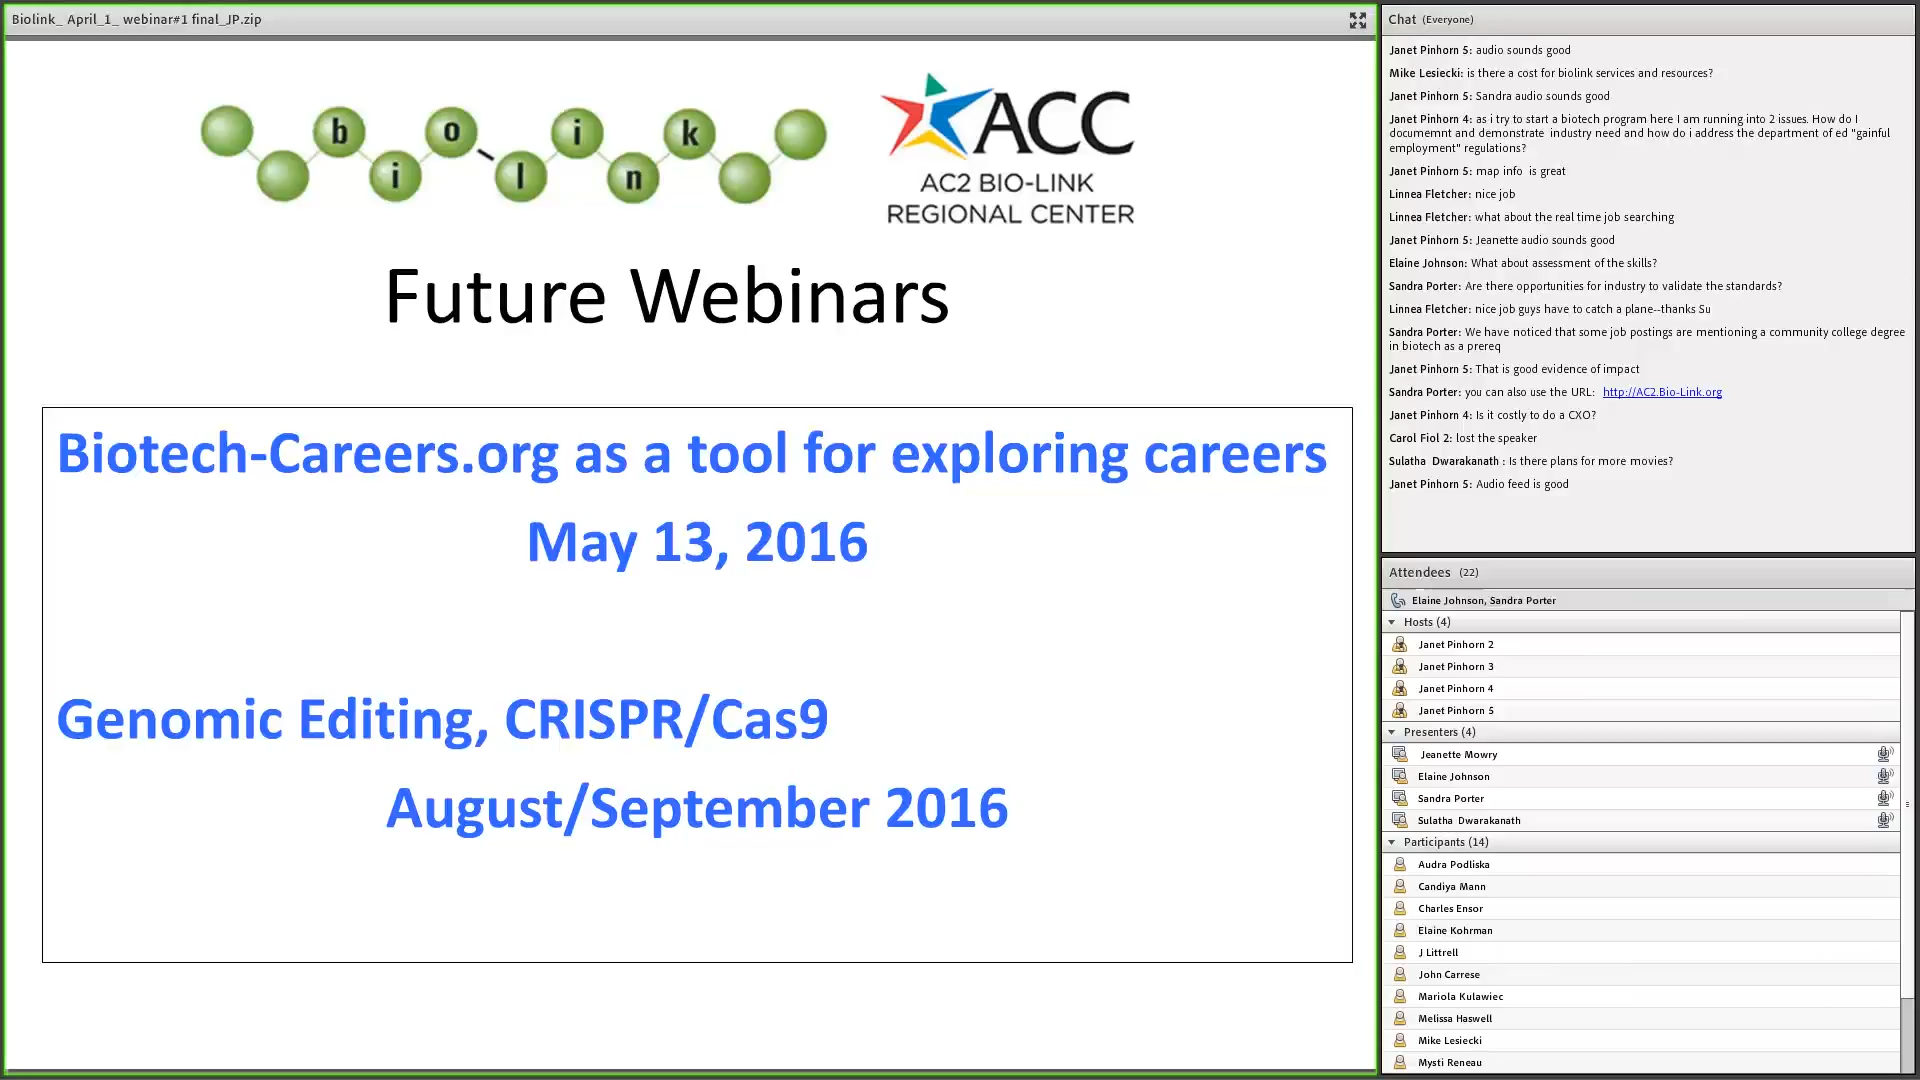 Biolink_ April_1_ webinar#1 final_JP.zip
bio-link
ACC
AC2 BIO-LINK
REGIONAL CENTER
Future Webinars
Biotech-Careers.org as a tool for exploring careers
May 13, 2016
Genomic Editing, CRISPR/Cas9
August/September 2016
Chat (Everyone)
Janet Pinhorn 5: audio sounds good
Mike Lesiecki: is there a cost for biolink services and resources?
Janet Pinhorn 5: Sandra audio sounds good
Janet Pinhorn 4: as i try to start a biotech program here I am running into 2 issues. How do I
documemnt and demonstrate industry need and how do i address the department of ed "gainful
employment" regulations?
Janet Pinhorn 5: map info is great
Linnea Fletcher: nice job
Linnea Fletcher: what about the real time job searching
Janet Pinhorn 5: Jeanette audio sounds good
Elaine Johnson: What about assessment of the skills?
Sandra Porter: Are there opportunities for industry to validate the standards?
Linnea Fletcher: nice job guys have to catch a plane--thanks Su
Sandra Porter: We have noticed that some job postings are mentioning a community college degree
in biotech as a prereq
Janet Pinhorn 5: That is good evidence of impact
Sandra Porter: you can also use the URL: http://AC2.Bio-Link.org
Janet Pinhorn 4: Is it costly to do a CXO?
Carol Fiol 2: lost the speaker
Sulatha Dwarakanath : Is there plans for more movies?
Janet Pinhorn 5: Audio feed is good
Attendees (22)
Elaine Johnson, Sandra Porter
Hosts (4)
Janet Pinhorn 2
Janet Pinhorn 3
Janet Pinhorn 4
Janet Pinhorn 5
Presenters (4)
Jeanette Mowry
Elaine Johnson
Sandra Porter
Sulatha Dwarakanath
Participants (14)
Audra Podliska
Candiya Mann
Charles Ensor
Elaine Kohrman
J Littrell
John Carrese
Mariola Kulawiec
Melissa Haswell
Mike Lesiecki
Mysti Reneau